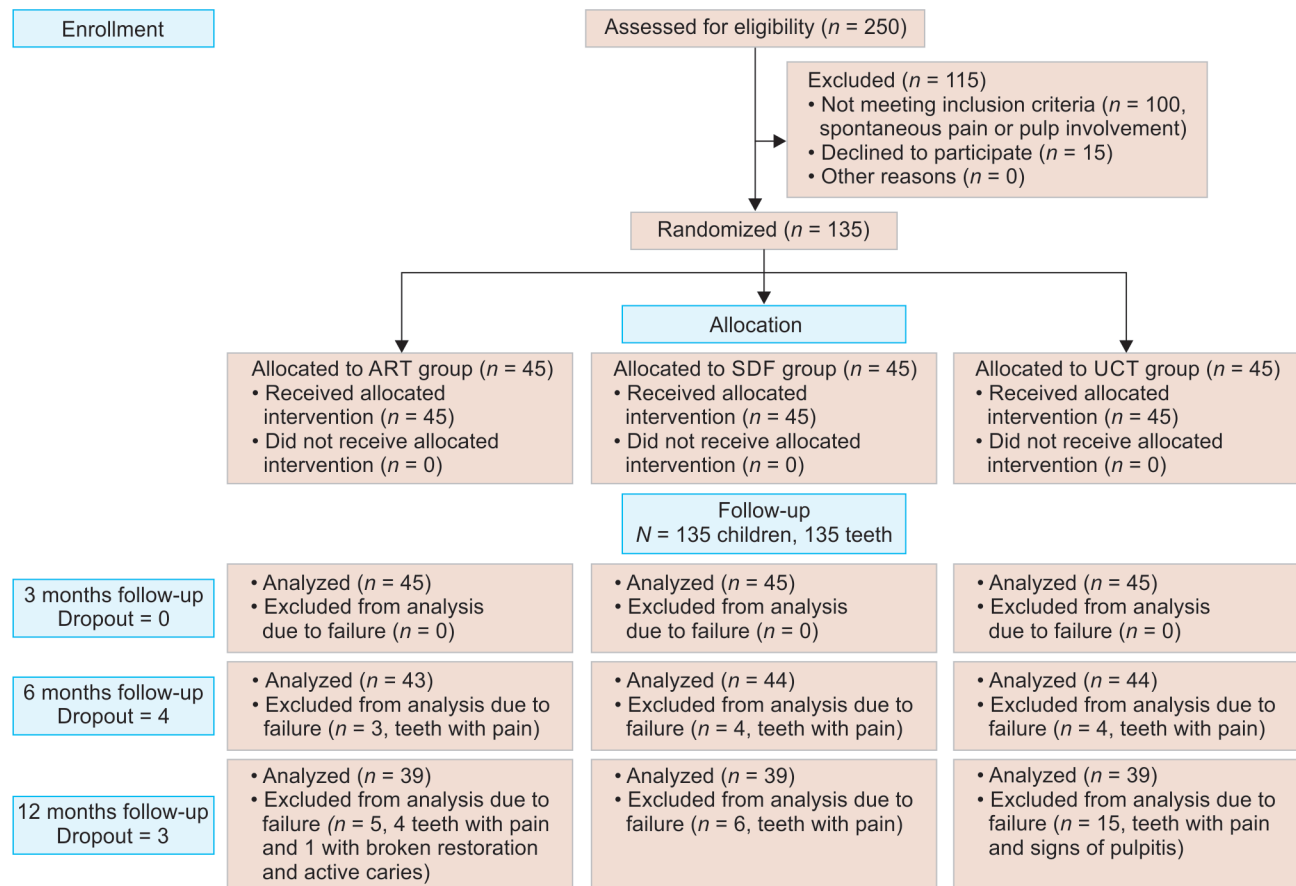 Enrollment
Assessed for eligibility (n = 250)
Excluded (n = 115)
• Not meeting inclusion criteria (n = 100,
spontaneous pain or pulp involvement)
• Declined to participate (n = 15)
• Other reasons (n = 0)
Randomized (n = 135)
Allocation
Allocated to ART group (n = 45)
• Received allocated
intervention (n = 45)
• Did not receive allocated
intervention (n = 0)
Allocated to SDF group (n = 45)
• Received allocated
intervention (n = 45)
• Did not receive allocated
intervention (n = 0)
Allocated to UCT group (n = 45)
• Received allocated
intervention (n = 45)
• Did not receive allocated
intervention (n = 0)
Follow-up
N = 135 children, 135 teeth
3 months follow-up
Dropout = 0
• Analyzed (n = 45)
• Excluded from analysis
due to failure (n = 0)
• Analyzed (n = 45)
• Excluded from analysis
due to failure (n = 0)
• Analyzed (n = 45)
• Excluded from analysis
due to failure (n = 0)
6 months follow-up
Dropout = 4
• Analyzed (n = 43)
• Excluded from analysis due to
failure (n = 3, teeth with pain)
• Analyzed (n = 44)
• Excluded from analysis due to
failure (n = 4, teeth with pain)
• Analyzed (n = 44)
• Excluded from analysis due to
failure (n = 4, teeth with pain)
12 months follow-up
Dropout = 3
• Analyzed (n = 39)
• Excluded from analysis due to
failure (n = 5, 4 teeth with pain
and 1 with broken restoration
and active caries)
• Analyzed (n = 39)
• Excluded from analysis due to
failure (n = 6, teeth with pain)
• Analyzed (n = 39)
• Excluded from analysis due to
failure (n = 15, teeth with pain
and signs of pulpitis)